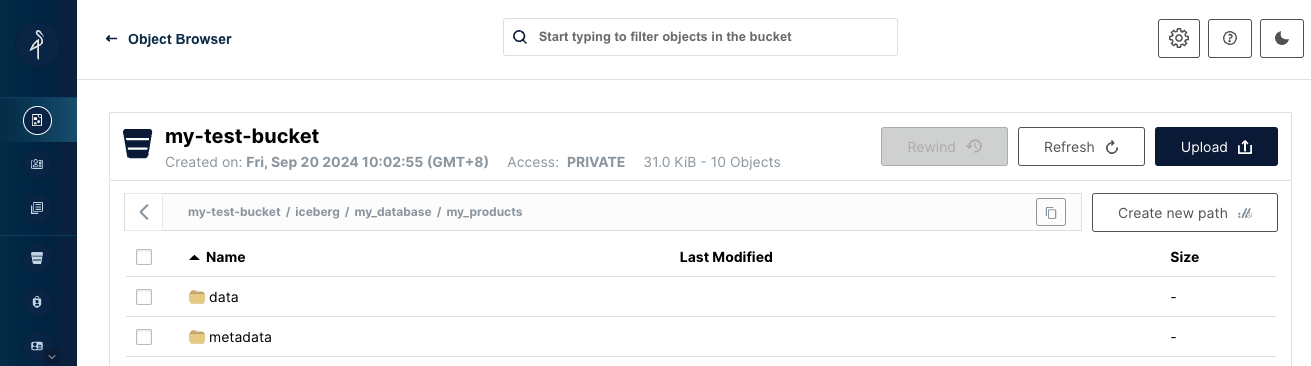 Object Browser
Start typing to filter objects in the bucket
my-test-bucket
Created on: Fri, Sep 20 2024 10:02:55 (GMT+8) Access: PRIVATE 31.0 KiB - 10 Objects
Rewind
Refresh
Upload
my-test-bucket / iceberg / my_database / my_products
Create new path
Name Last Modified Size
data -
metadata -